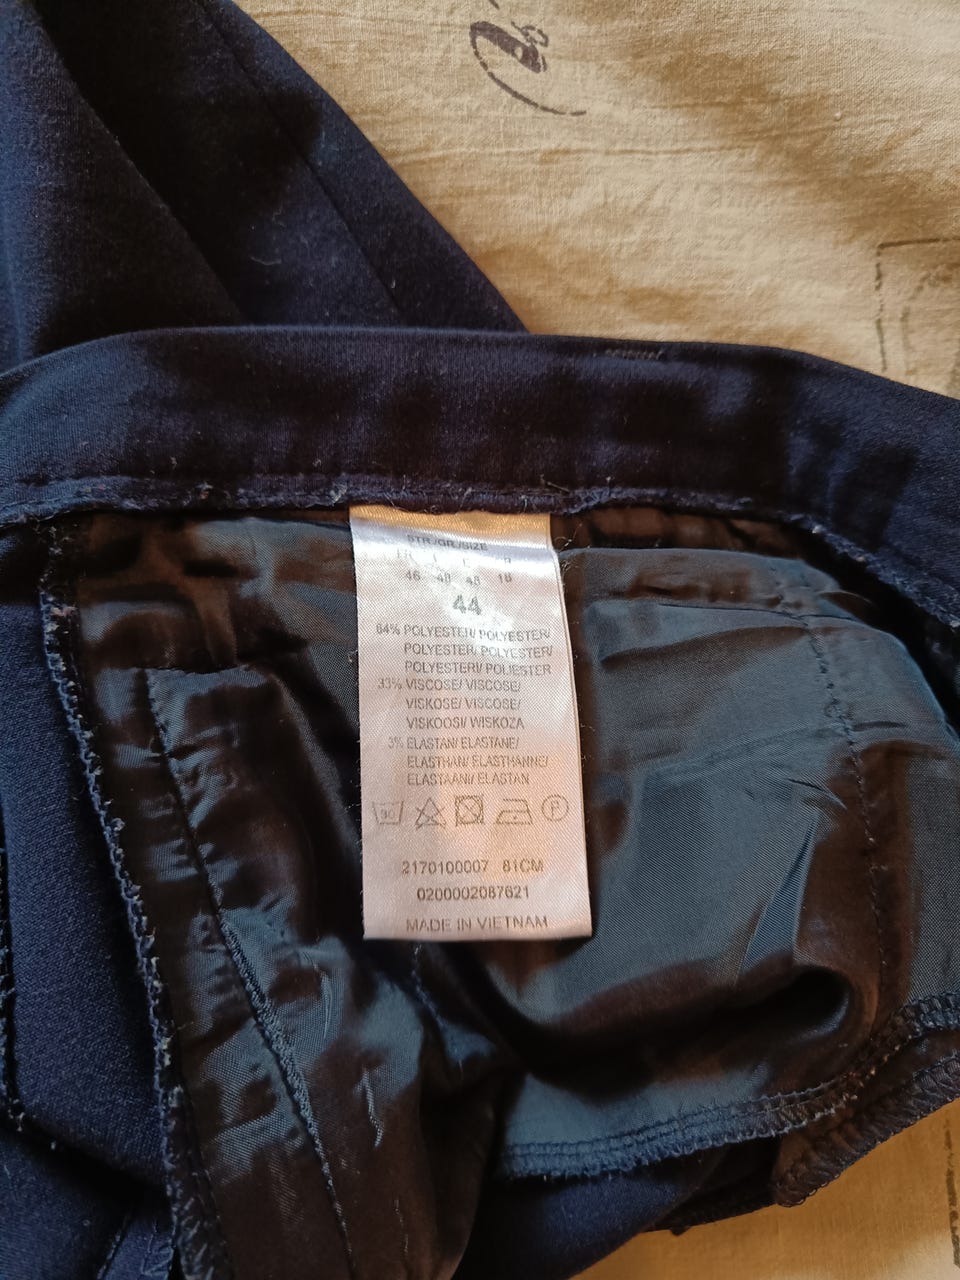 STR./GR./SIZE
46 48 48 18
44
64% POLYESTER/ POLYESTER/
POLYESTER/ POLYESTER/
POLYESTERI/ POLIESTER
33% VISCOSE/ VISCOSE/
VISKOSE/ VISCOSE/
VISKOOSI/ WISKOZA
3% ELASTAN/ ELASTANE/
ELASTHAN/ ELASTHANNE/
ELASTAANI/ ELASTAN
30
P
2170100007 81CM
0200002087621
MADE IN VIETNAM